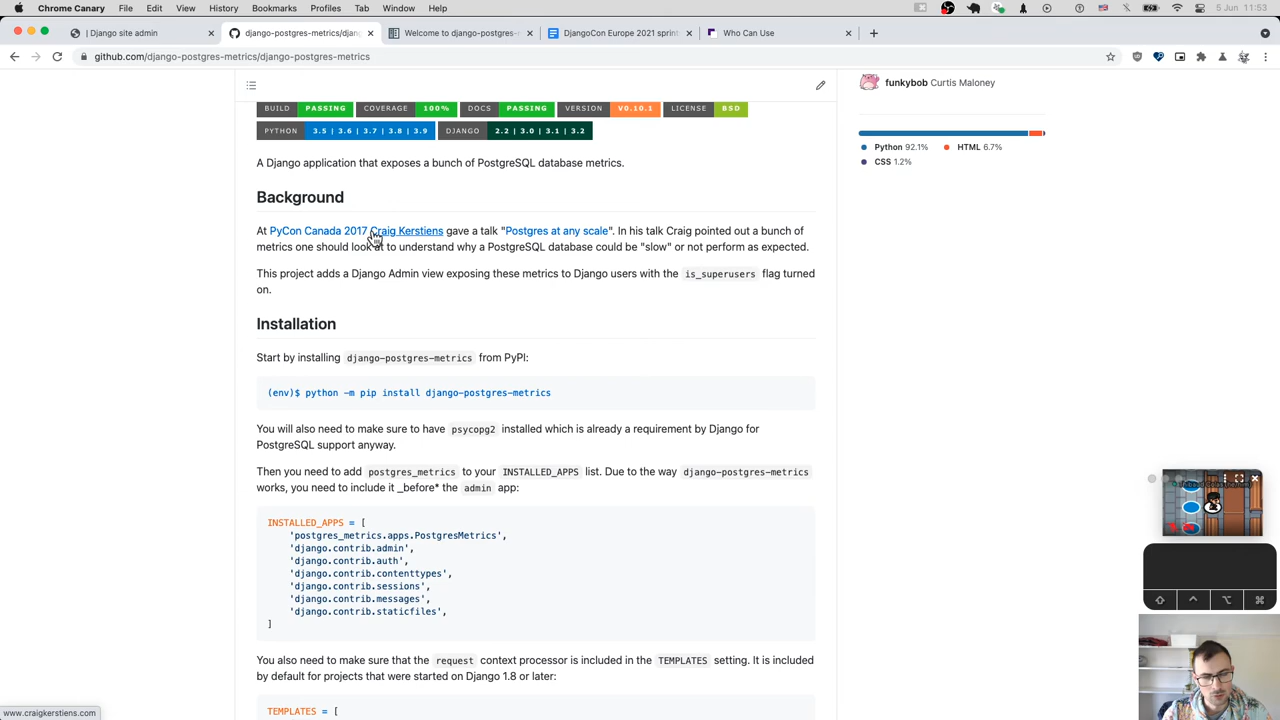 Chrome Canary File Edit View History Bookmarks Profiles Tab Window Help 11:53
| Django site admin django-postgres-metrics/djang Welcome to django-postgres-m DjangoCon Europe 2021 sprint Who Can Use
github.com/django-postgres-metrics/django-postgres-metrics
funkybob Curtis Maloney
BUILD PASSING COVERAGE 100% DOCS PASSING VERSION V0.10.1 LICENSE BSD
PYTHON 3.5 | 3.6 | 3.7 | 3.8 | 3.9 DJANGO 2.2 | 3.0 | 3.1 | 3.2
Python 92.1% HTML 6.7%
CSS 1.2%
A Django application that exposes a bunch of PostgreSQL database metrics.
Background
At PyCon Canada 2017 Craig Kerstiens gave a talk "Postgres at any scale". In his talk Craig pointed out a bunch of
metrics one should look at to understand why a PostgreSQL database could be "slow" or not perform as expected.
This project adds a Django Admin view exposing these metrics to Django users with the is_superusers flag turned
on.
Installation
Start by installing django-postgres-metrics from PyPI:
(env)$ python -m pip install django-postgres-metrics
You will also need to make sure to have psycopg2 installed which is already a requirement by Django for
PostgreSQL support anyway.
Then you need to add postgres_metrics to your INSTALLED_APPS list. Due to the way django-postgres-metrics
works, you need to include it _before* the admin app:
INSTALLED_APPS = [
'postgres_metrics.apps.PostgresMetrics',
'django.contrib.admin',
'django.contrib.auth',
'django.contrib.contenttypes',
'django.contrib.sessions',
'django.contrib.messages',
'django.contrib.staticfiles',
]
You also need to make sure that the request context processor is included in the TEMPLATES setting. It is included
by default for projects that were started on Django 1.8 or later:
TEMPLATES = [
www.craigkerstiens.com